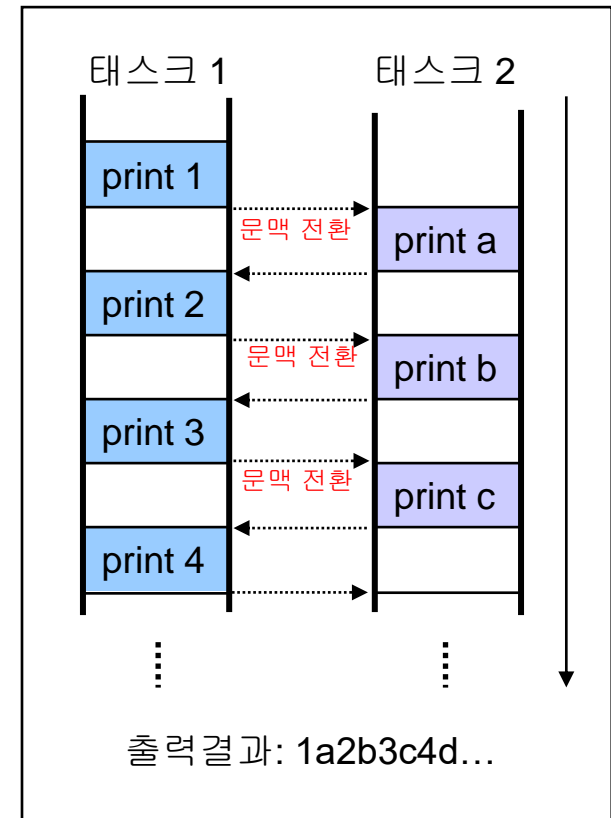 태스크 1 태스크 2
print 1
문맥 전환
print a
print 2
문맥 전환
print b
print 3
문맥 전환
print c
print 4
출력결과: 1a2b3c4d...